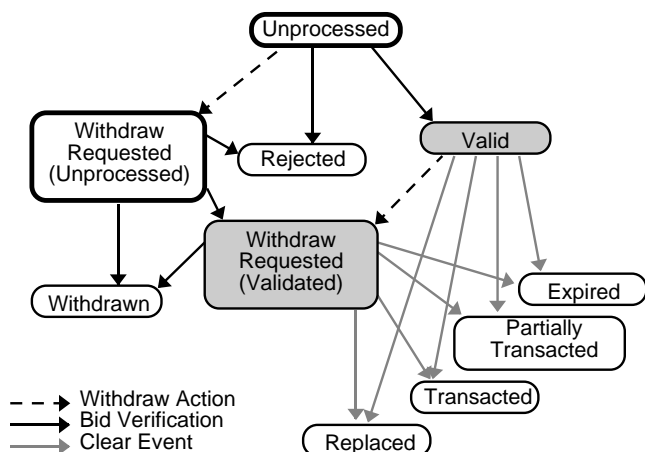 Unprocessed
Withdraw
Requested
(Unprocessed)
Rejected
Valid
Withdraw
Requested
(Validated)
Withdrawn
Expired
Partially
Transacted
Transacted
Replaced
Withdraw Action
Bid Verification
Clear Event